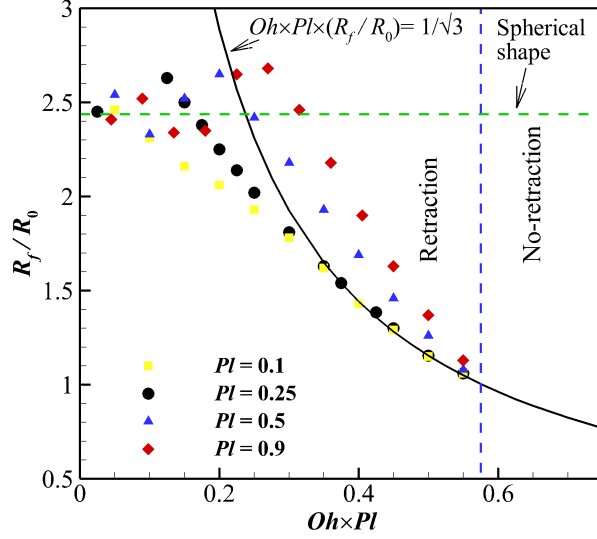 Oh×Pl×(R_f/R_0)= 1/√3
Spherical
shape
3
2.5
2
1.5
1
0.5
R_f / R_0
Retraction
No-retraction
Pl = 0.1
Pl = 0.25
Pl = 0.5
Pl = 0.9
0
0.2
0.4
0.6
Oh×Pl